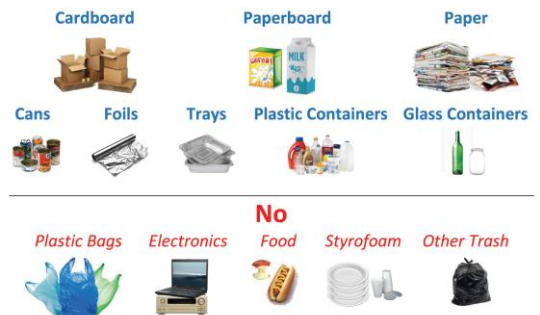 Cardboard Paperboard Paper
MILK
Cans Foils Trays Plastic Containers Glass Containers
No
Plastic Bags Electronics Food Styrofoam Other Trash